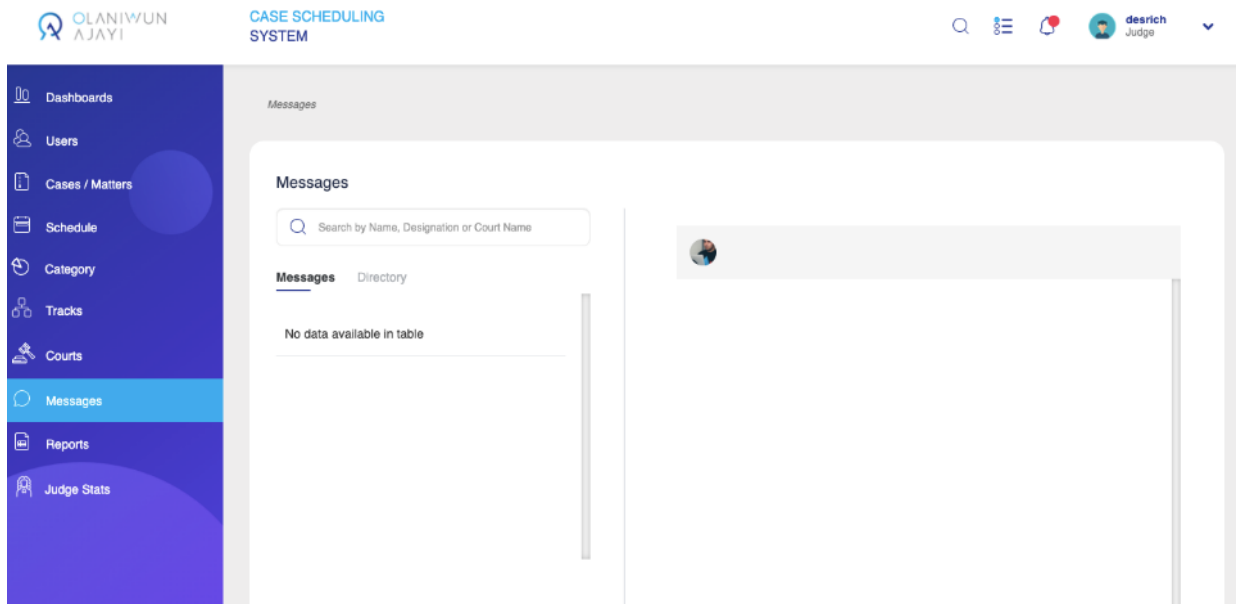 OLANIWUN
AJAYI
CASE SCHEDULING
SYSTEM
desrich
Judge
Dashboards
Users
Cases / Matters
Schedule
Category
Tracks
Courts
Messages
Reports
Judge Stats
Messages
Messages
Search by Name, Designation or Court Name
Messages Directory
No data available in table